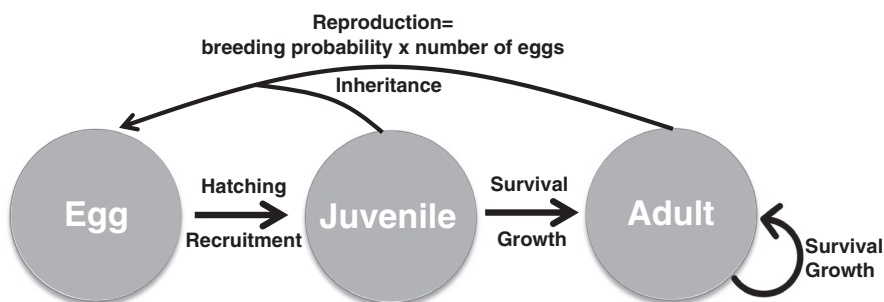 Reproduction=
breeding probability x number of eggs
Inheritance
Egg
Hatching
Recruitment
Juvenile
Survival
Growth
Adult
Survival
Growth